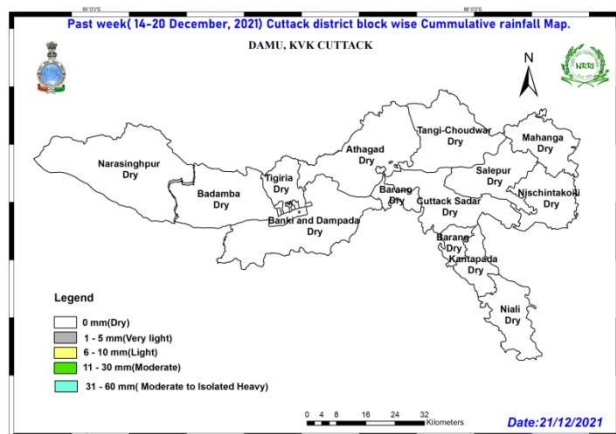 Past week( 14-20 December, 2021) Cuttack district block wise Cummulative rainfall Map.
DAMU, KVK CUTTACK
N
NRRI
Narasinghpur
Dry
Badamba
Dry
Tigiria
Dry
Athagad
Dry
Tangi-Choudwar
Dry
Mahanga
Dry
Salepur
Dry
Nischintakoili
Dry
Barang
Dry
Cuttack Sadar
Dry
Banki and Dampada
Dry
Barang
Dry
Kantapada
Dry
Niali
Dry
Legend
0 mm(Dry)
1 - 5 mm(Very light)
6 - 10 mm(Light)
11 - 30 mm(Moderate)
31 - 60 mm( Moderate to Isolated Heavy)
0 4 8 16 24 32
Kilometers
Date:21/12/2021